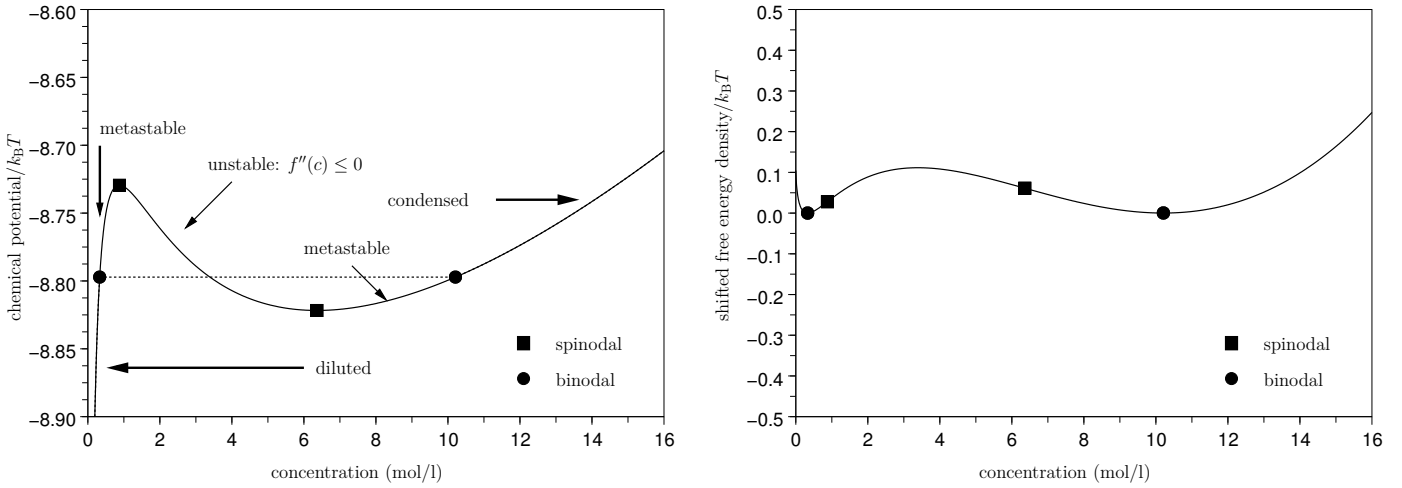 −8.60
−8.65
−8.70
−8.75
−8.80
−8.85
−8.90
chemical potential/k_BT
metastable
unstable: f″(c) ≤ 0
condensed
metastable
diluted
spinodal
binodal
0 2 4 6 8 10 12 14 16
concentration (mol/l)
0.5
0.4
0.3
0.2
0.1
0.0
−0.1
−0.2
−0.3
−0.4
−0.5
shifted free energy density/k_BT
spinodal
binodal
0 2 4 6 8 10 12 14 16
concentration (mol/l)